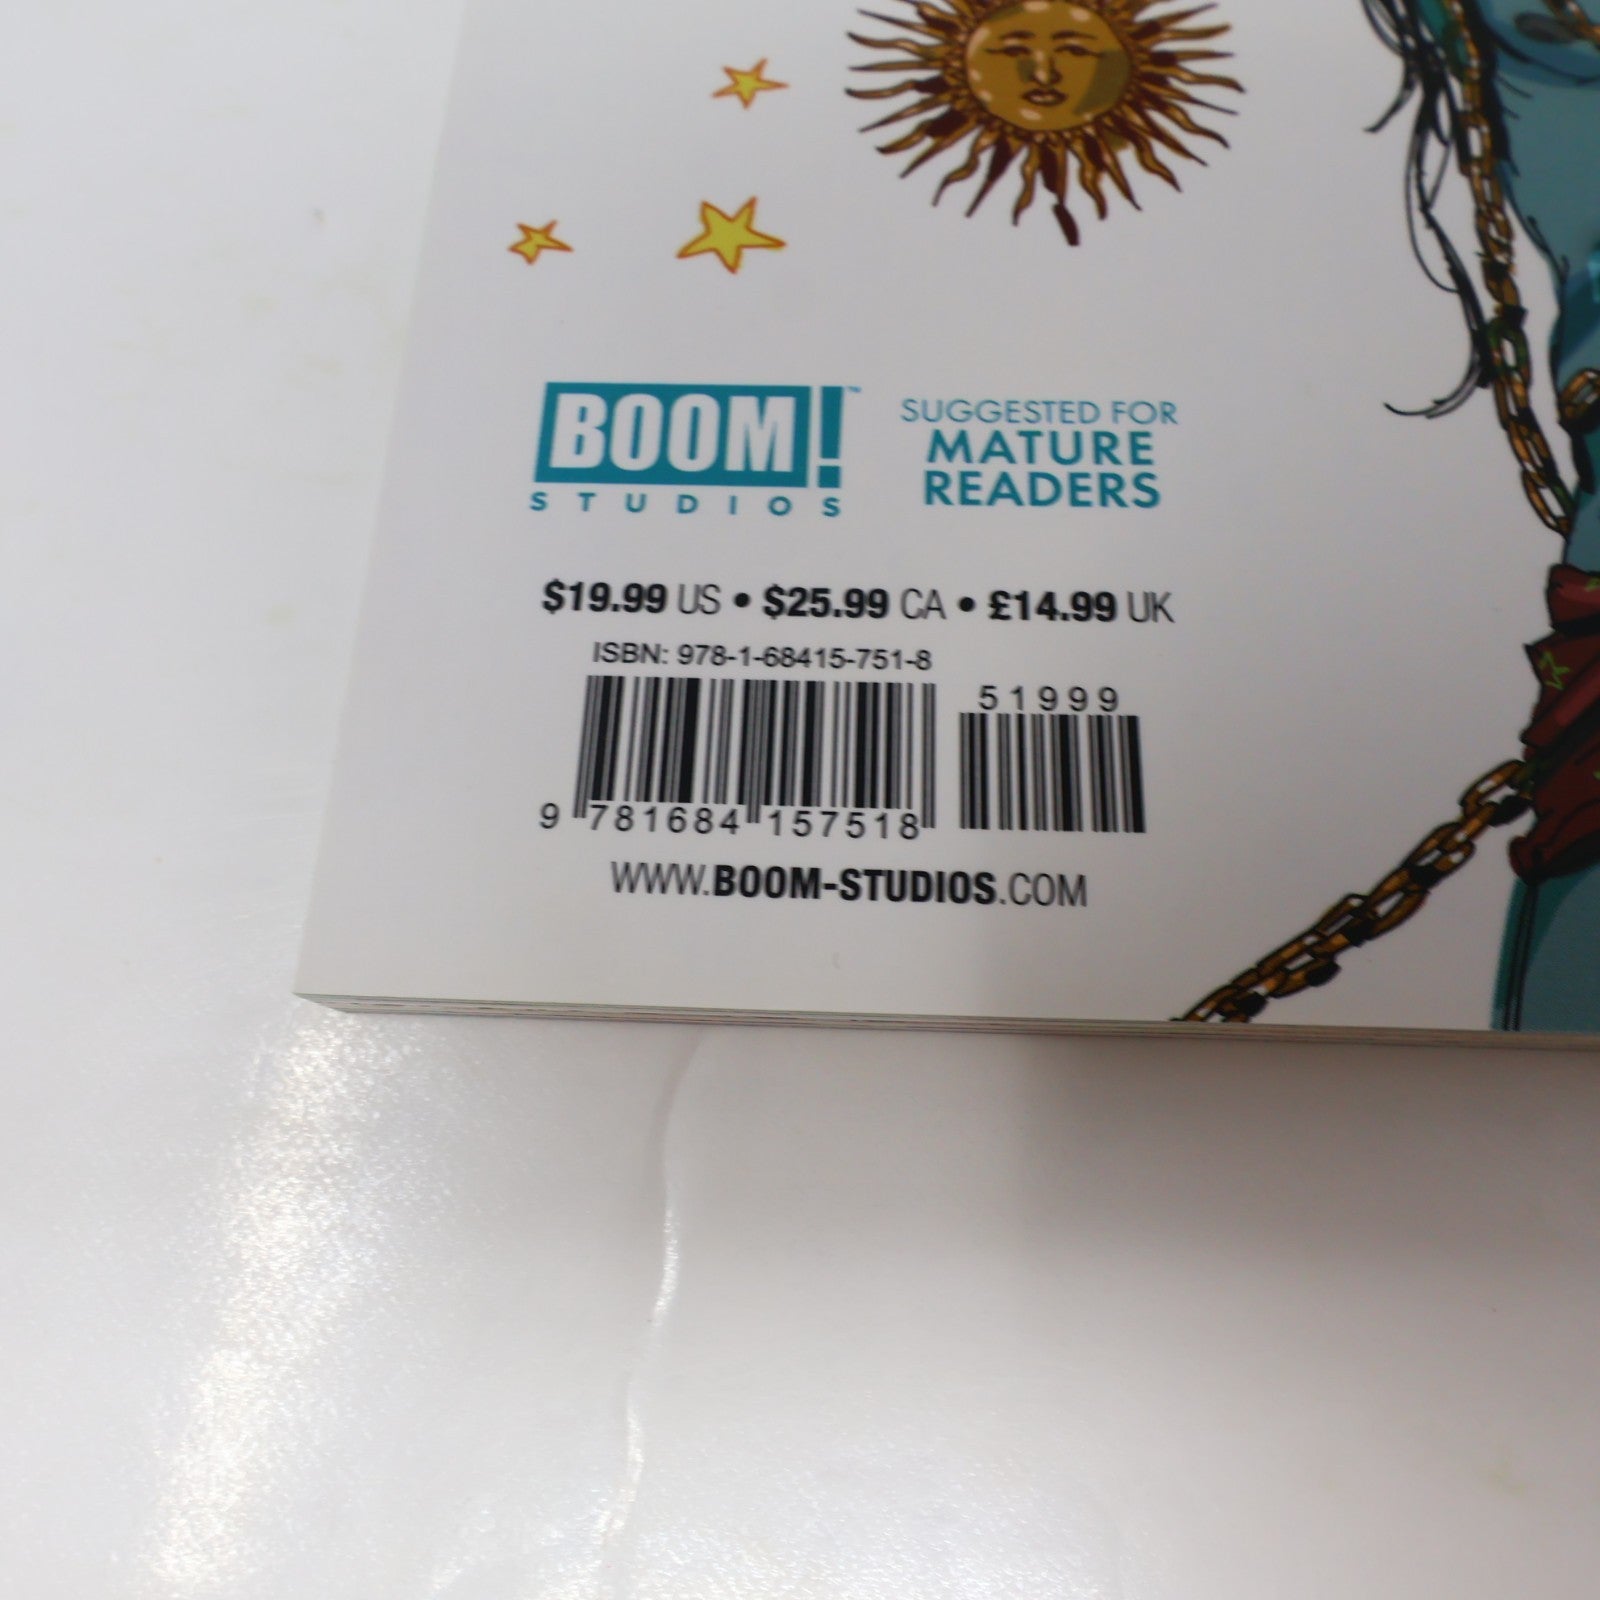 BOOM!™
STUDIOS
SUGGESTED FOR
MATURE
READERS
$19.99 US • $25.99 CA • £14.99 UK
ISBN: 978-1-68415-751-8
51999
9 781684 157518
WWW.BOOM-STUDIOS.COM